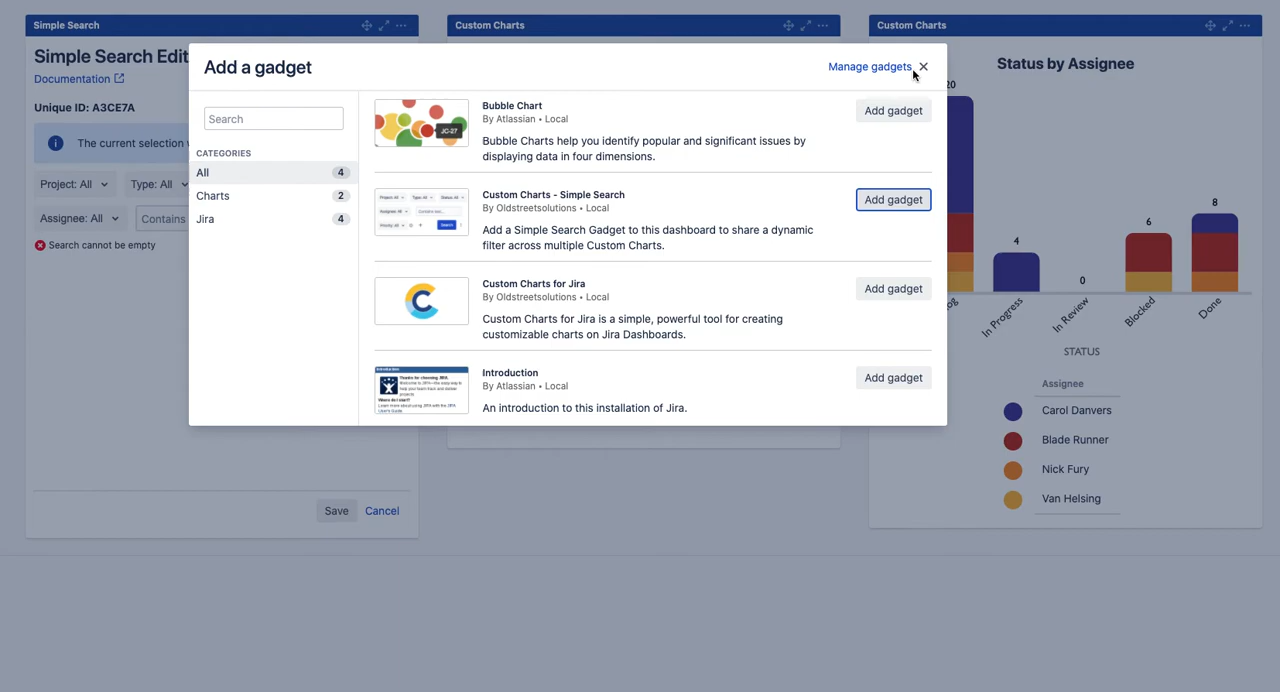 Simple Search
Custom Charts
Custom Charts
Simple Search Edit
Documentation
Unique ID: A3CE7A
The current selection
Project: All
Type: All
Assignee: All
Contains
Search cannot be empty
Save
Cancel
Add a gadget
Manage gadgets
Search
CATEGORIES
All 4
Charts 2
Jira 4
Bubble Chart
By Atlassian • Local
Bubble Charts help you identify popular and significant issues by
displaying data in four dimensions.
Add gadget
JC-27
Custom Charts - Simple Search
By Oldstreetsolutions • Local
Add a Simple Search Gadget to this dashboard to share a dynamic
filter across multiple Custom Charts.
Add gadget
Custom Charts for Jira
By Oldstreetsolutions • Local
Custom Charts for Jira is a simple, powerful tool for creating
customizable charts on Jira Dashboards.
Add gadget
Introduction
By Atlassian • Local
An introduction to this installation of Jira.
Add gadget
Status by Assignee
20
4
0
6
8
In Progress
In Review
Blocked
Done
STATUS
Assignee
Carol Danvers
Blade Runner
Nick Fury
Van Helsing